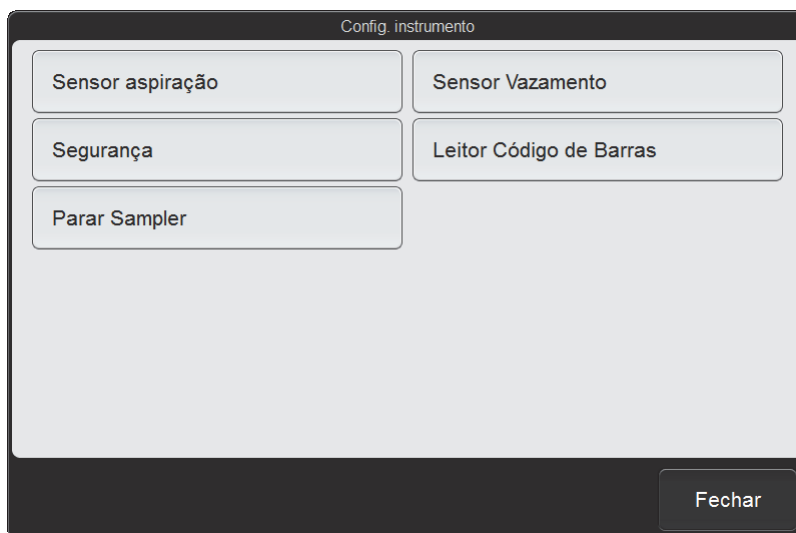 Config. instrumento
Sensor aspiração
Sensor Vazamento
Segurança
Leitor Código de Barras
Parar Sampler
Fechar